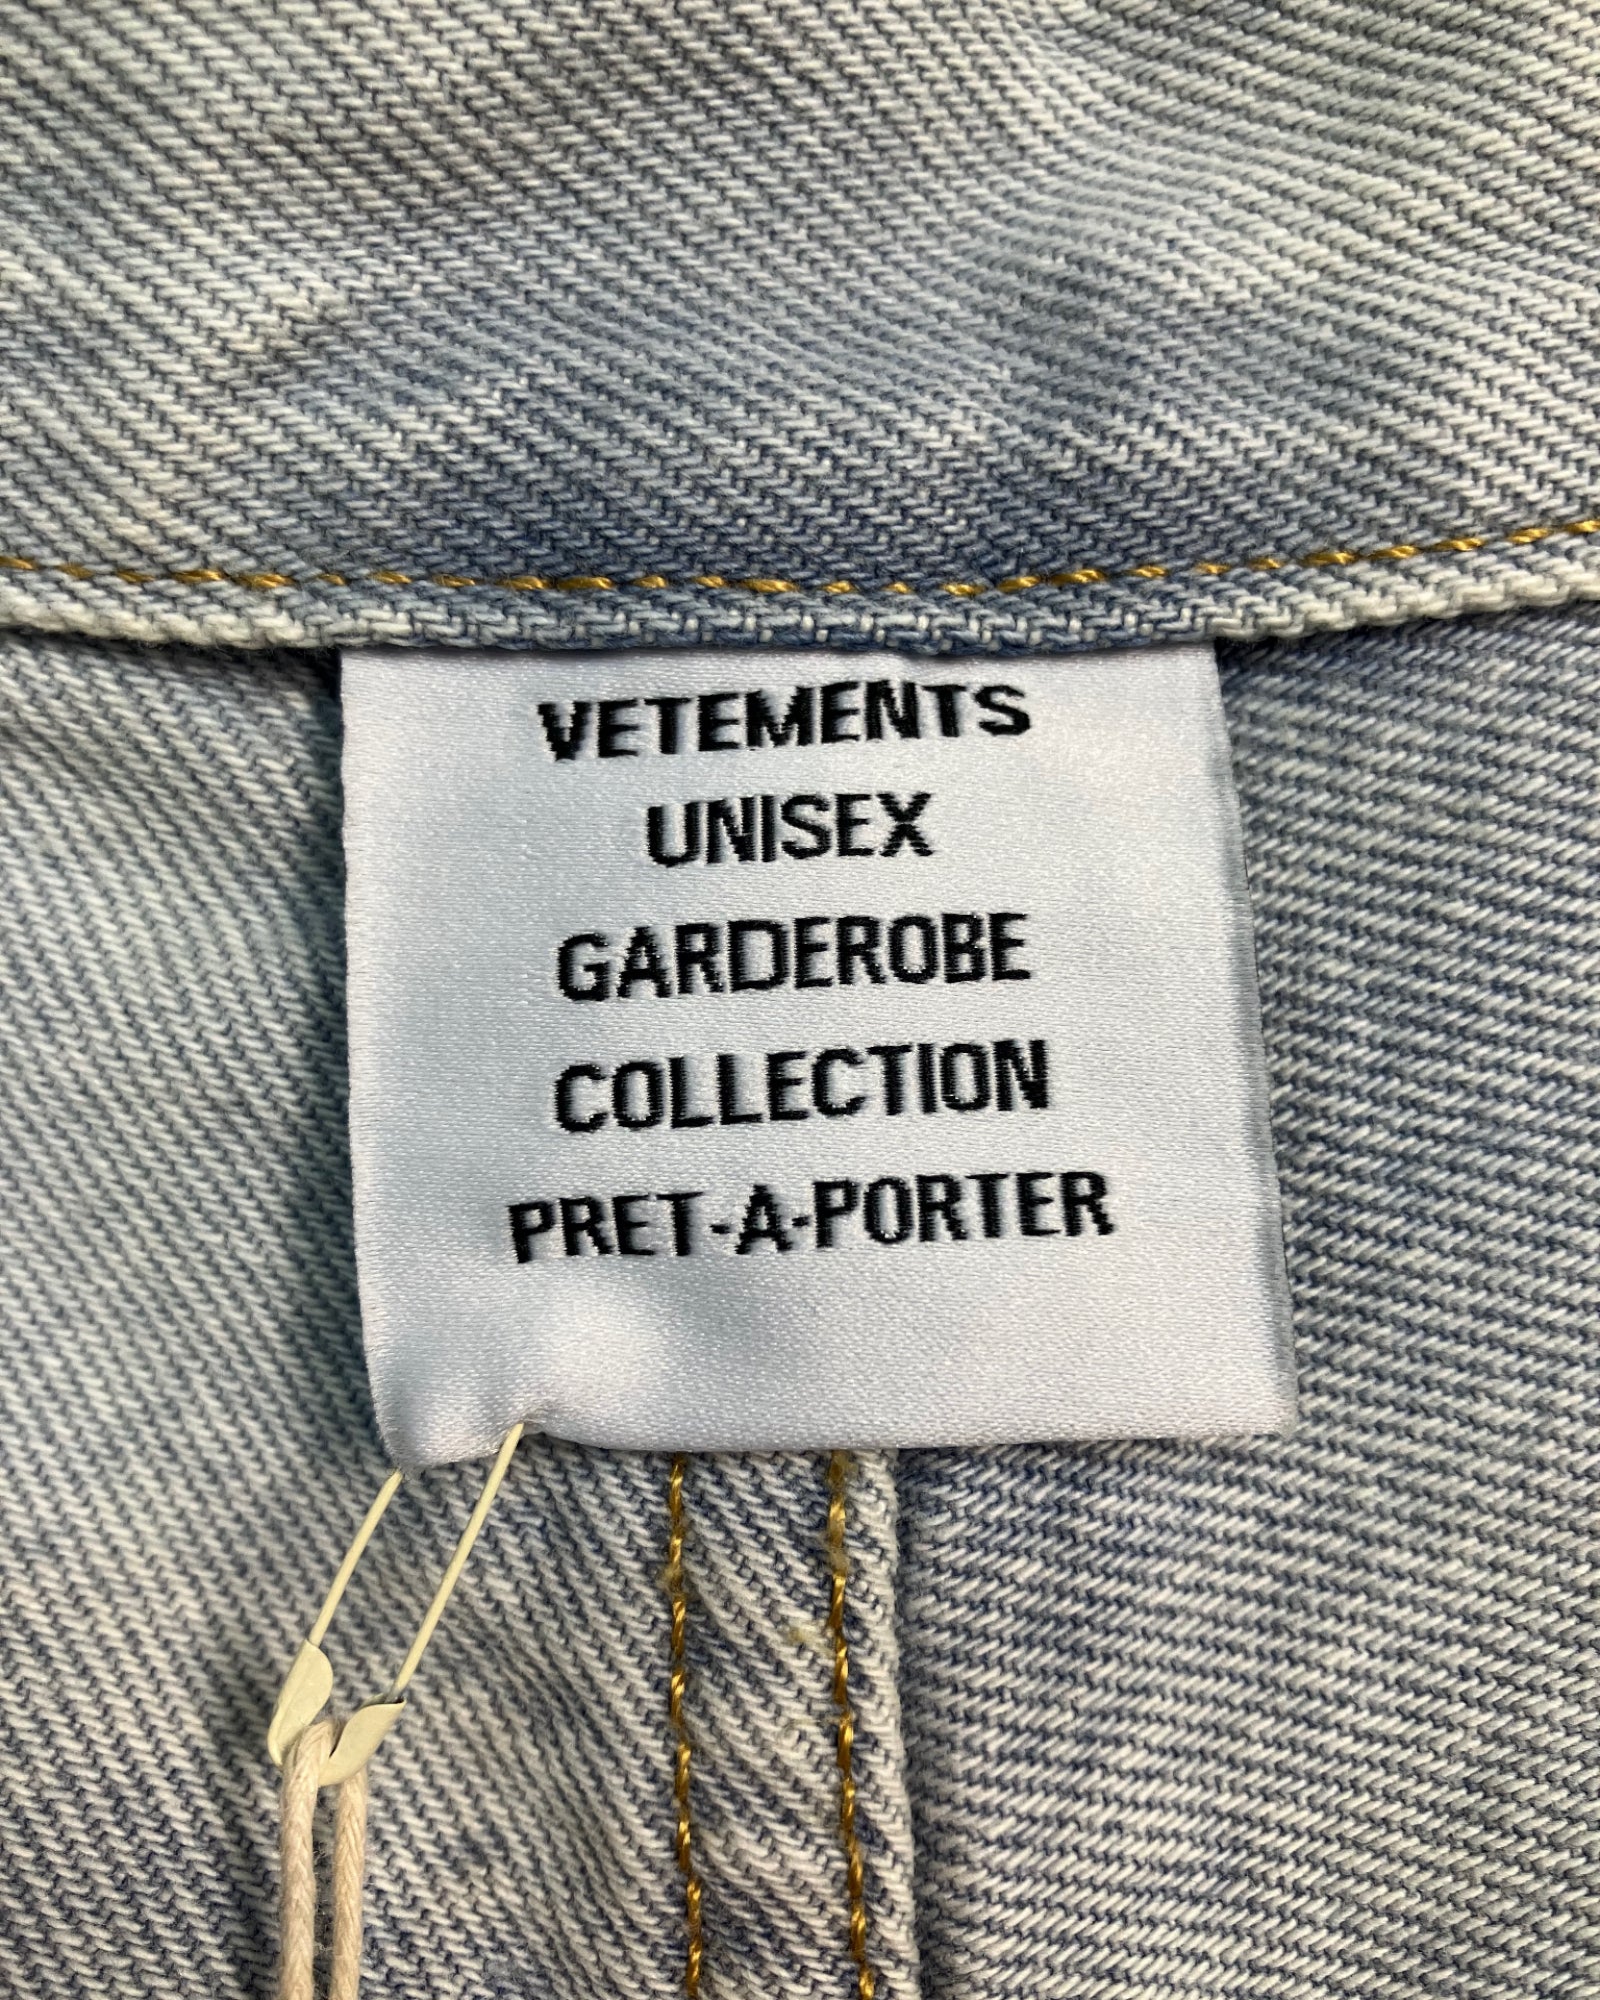 VETEMENTS
UNISEX
GARDEROBE
COLLECTION
PRET-A-PORTER